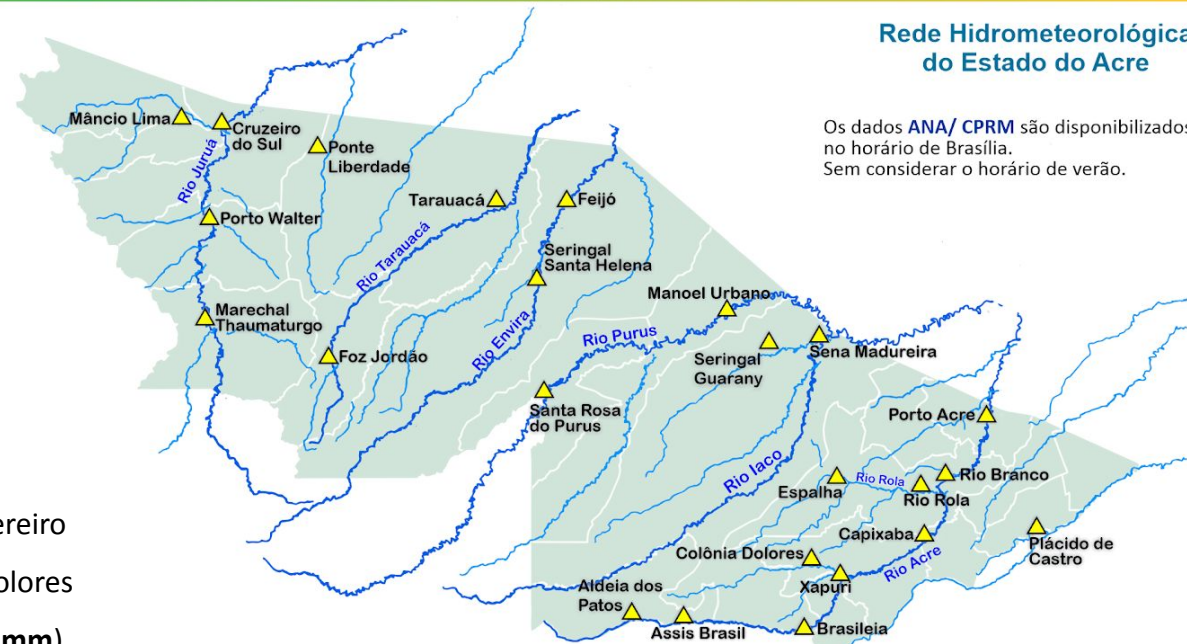 Rede Hidrometeorológica
do Estado do Acre
Os dados ANA/ CPRM são disponibilizados
no horário de Brasília.
Sem considerar o horário de verão.
Mâncio Lima
Cruzeiro
do Sul
Ponte
Liberdade
Rio Juruá
Tarauacá
Feijó
Porto Walter
Rio Tarauacá
Seringal
Santa Helena
Manoel Urbano
Marechal
Thaumaturgo
Foz Jordão
Rio Envira
Rio Purus
Seringal
Guarany
Sena Madureira
Santa Rosa
do Purus
Porto Acre
Rio Iaco
Espalha
Rio Rola
Rio Rola
Rio Branco
Capixaba
Plácido de
Castro
Colônia Dolores
Rio Acre
Xapuri
Aldeia dos
Patos
Assis Brasil
Brasileia
ereiro
olores
mm)